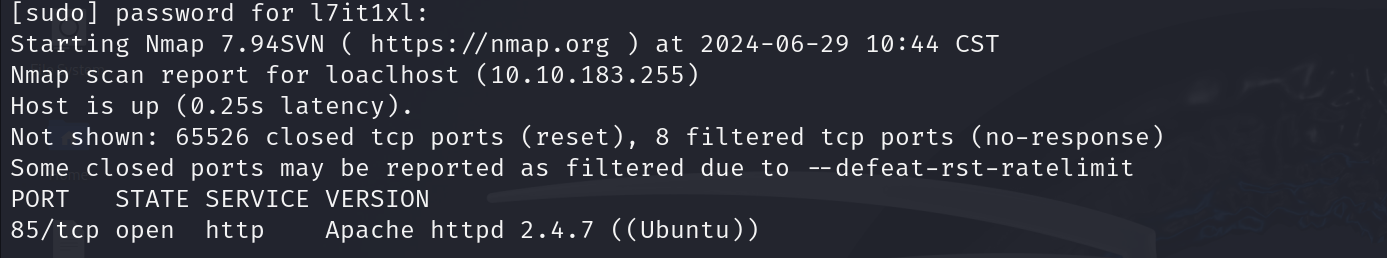 [sudo] password for l7it1xl:
Starting Nmap 7.94SVN ( https://nmap.org ) at 2024-06-29 10:44 CST
Nmap scan report for loaclhost (10.10.183.255)
Host is up (0.25s latency).
Not shown: 65526 closed tcp ports (reset), 8 filtered tcp ports (no-response)
Some closed ports may be reported as filtered due to --defeat-rst-ratelimit
PORT   STATE SERVICE VERSION
85/tcp open  http    Apache httpd 2.4.7 ((Ubuntu))